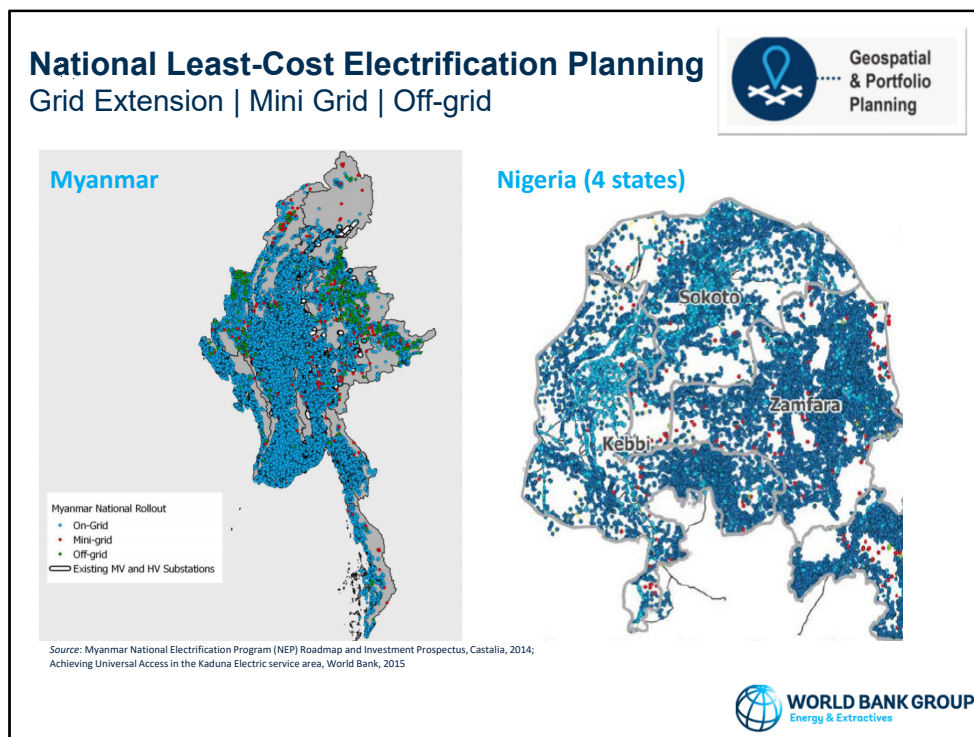 National Least-Cost Electrification Planning
Grid Extension | Mini Grid | Off-grid
Geospatial
& Portfolio
Planning
Myanmar
Nigeria (4 states)
Sokoto
Zamfara
Kebbi
Myanmar National Rollout
On-Grid
Mini-grid
Off-grid
Existing MV and HV Substations
Source: Myanmar National Electrification Program (NEP) Roadmap and Investment Prospectus, Castalia, 2014;
Achieving Universal Access in the Kaduna Electric service area, World Bank, 2015
WORLD BANK GROUP
Energy & Extractives